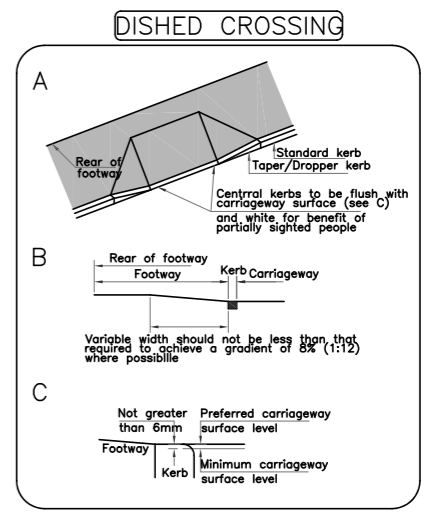 DISHED CROSSING
A
Rear of
footway
Standard kerb
Taper/Dropper kerb
Centrral kerbs to be flush with
carriageway surface (see C)
and white for benefit of
partially sighted people
B
Rear of footway
Footway
Kerb
Carriageway
Variable width should not be less than that
required to achieve a gradient of 8% (1:12)
where possiblile
C
Not greater
than 6mm
Preferred carriageway
surface level
Footway
Kerb
Minimum carriageway
surface level